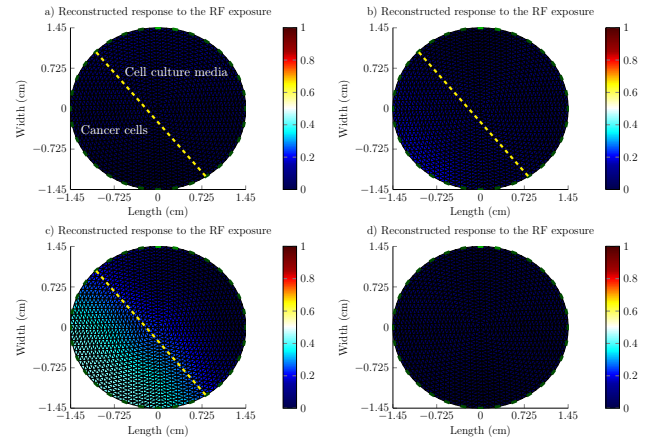 a) Reconstructed response to the RF exposure
1.45
0.725
0
−0.725
−1.45
Width (cm)
Cell culture media
Cancer cells
−1.45 −0.725 0 0.725 1.45
Length (cm)
1
0.8
0.6
0.4
0.2
0
b) Reconstructed response to the RF exposure
1.45
0.725
0
−0.725
−1.45
Width (cm)
−1.45 −0.725 0 0.725 1.45
Length (cm)
1
0.8
0.6
0.4
0.2
0
c) Reconstructed response to the RF exposure
1.45
0.725
0
−0.725
−1.45
Width (cm)
−1.45 −0.725 0 0.725 1.45
Length (cm)
1
0.8
0.6
0.4
0.2
0
d) Reconstructed response to the RF exposure
1.45
0.725
0
−0.725
−1.45
Width (cm)
−1.45 −0.725 0 0.725 1.45
Length (cm)
1
0.8
0.6
0.4
0.2
0